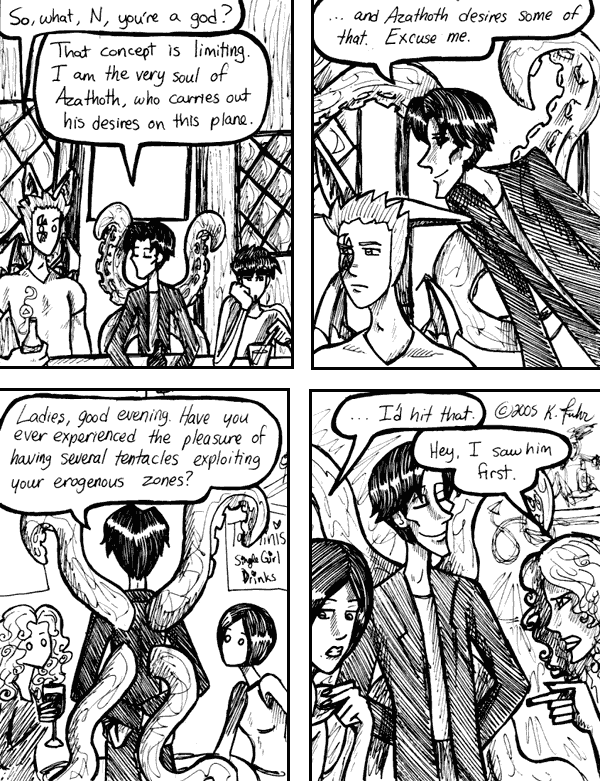 So, what, N, you're a god?
That concept is limiting.
I am the very soul of
Azathoth, who carries out
his desires on this plane.
... and Azathoth desires some of
that. Excuse me.
Ladies, good evening. Have you
ever experienced the pleasure of
having several tentacles exploiting
your erogenous zones?
Single Girl
Drinks
... I'd hit that.
©2005 K. Fuhr
Hey, I saw him
first.